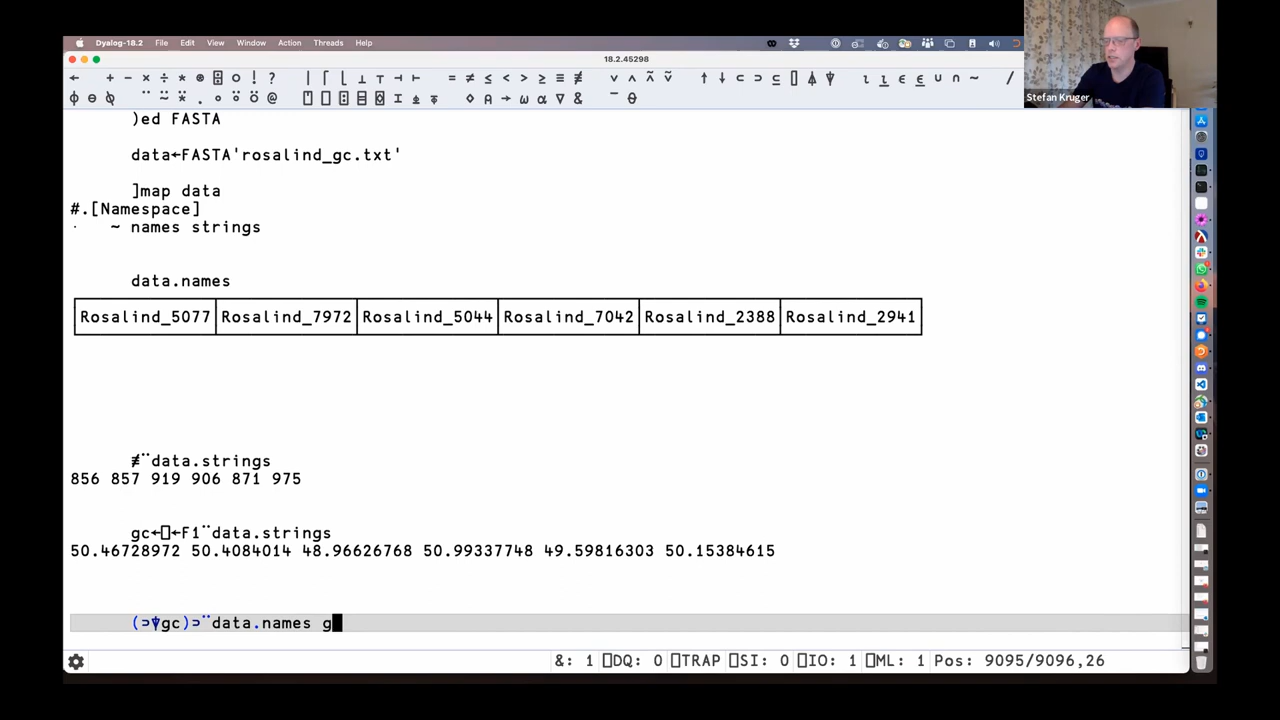 Dyalog-18.2 File Edit View Window Action Threads Help
18.2.45298
← + - × ÷ * ⍟ ⌹ ○ ! ? | ⌈ ⌊ ⊥ ⊤ ⊣ ⊢ = ≠ ≤ < > ≥ ≡ ≢ ∨ ∧ ⍱ ⍲ ↑ ↓ ⊂ ⊃ ⊆ ⌷ ⍋ ⍒ ⍳ ⍸ ∊ ⍷ ∪ ∩ ~ /
⌽ ⊖ ⍉ ¨ ⍨ ⍣ . ∘ ⍤ ⍥ @ ⍞ ⎕ ⍠ ⌸ ⌺ ⌶ ⍎ ⍕ ⋄ ⍝ → ⍵ ⍺ ∇ & ¯ ⍬
Stefan Kruger
)ed FASTA
data←FASTA'rosalind_gc.txt'
]map data
#.[Namespace]
· ~ names strings
data.names
Rosalind_5077 Rosalind_7972 Rosalind_5044 Rosalind_7042 Rosalind_2388 Rosalind_2941
≢¨data.strings
856 857 919 906 871 975
gc←⎕←F1¨data.strings
50.46728972 50.4084014 48.96626768 50.99337748 49.59816303 50.15384615
(⊃⍒gc)⊃¨data.names g
&: 1 ⎕DQ: 0 ⎕TRAP ⎕SI: 0 ⎕IO: 1 ⎕ML: 1 Pos: 9095/9096,26